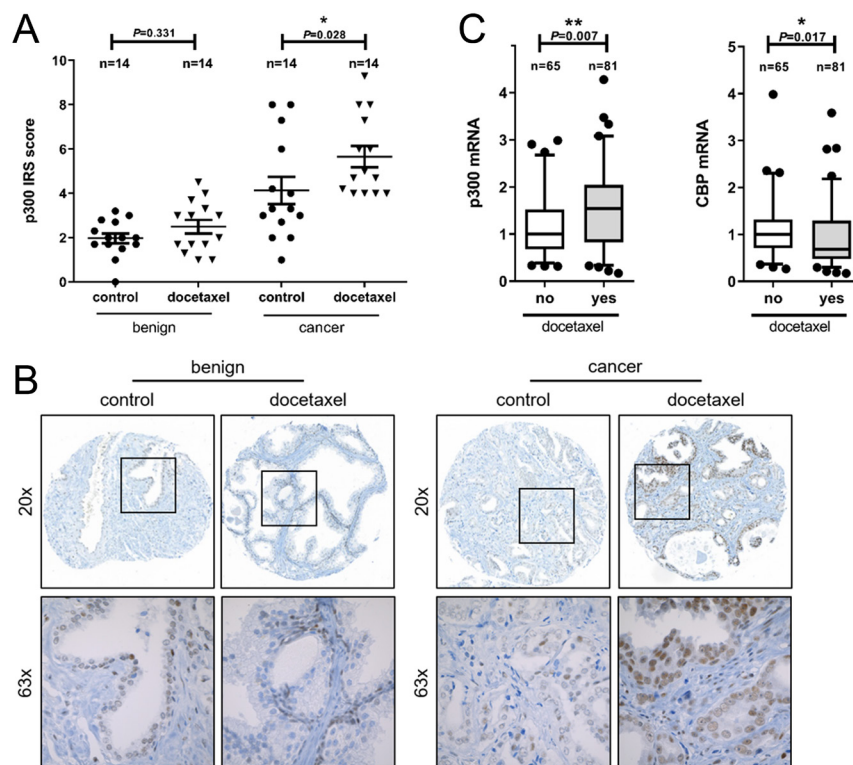 A
P=0.331
*
P=0.028
n=14
n=14
n=14
n=14
p300 IRS score
10
8
6
4
2
0
control
docetaxel
control
docetaxel
benign
cancer
C
**
P=0.007
n=65
n=81
p300 mRNA
4
3
2
1
0
no
yes
docetaxel
*
P=0.017
n=65
n=81
CBP mRNA
5
4
3
2
1
0
no
yes
docetaxel
B
benign
cancer
control
docetaxel
control
docetaxel
20x
20x
63x
63x